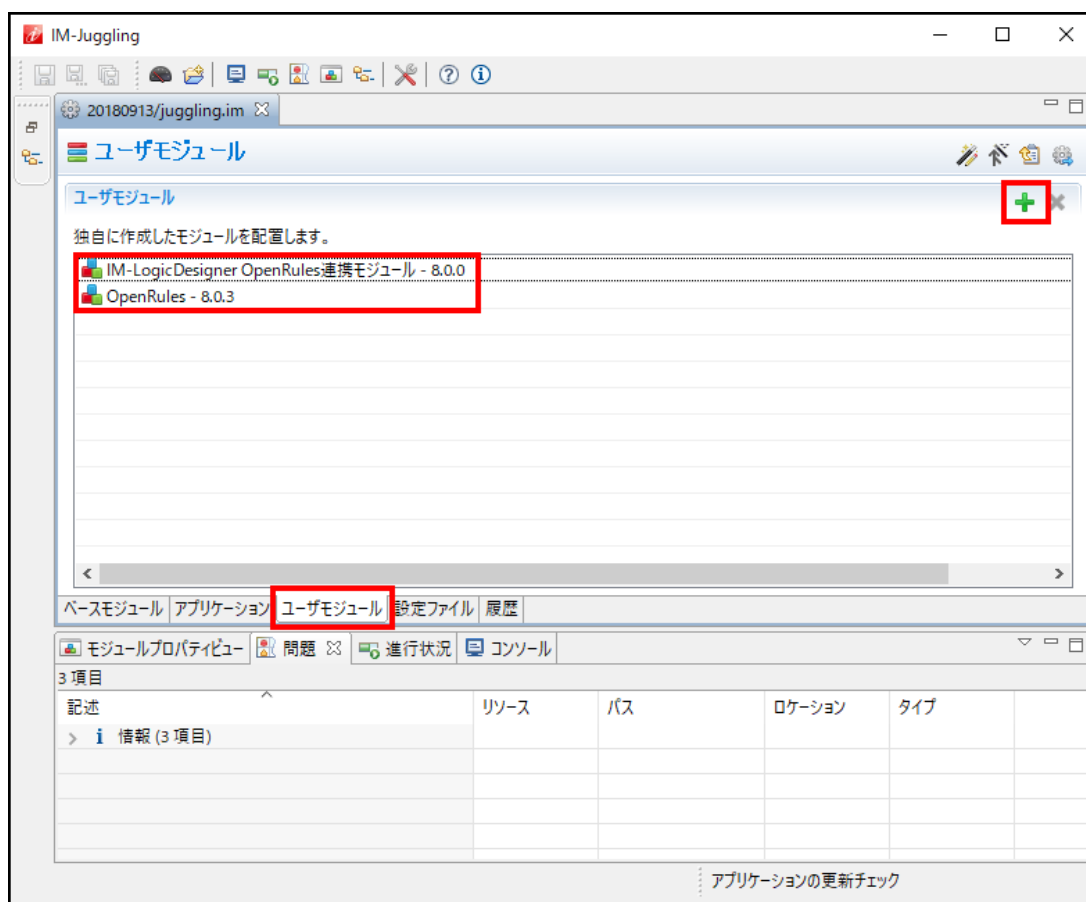 IM-Juggling
20180913/juggling.im
ユーザモジュール
ユーザモジュール
独自に作成したモジュールを配置します。
IM-LogicDesigner OpenRules連携モジュール - 8.0.0
OpenRules - 8.0.3
ベースモジュール アプリケーション ユーザモジュール 設定ファイル 履歴
モジュールプロパティビュー 問題 進行状況 コンソール
3 項目
記述 リソース パス ロケーション タイプ
情報 (3 項目)
アプリケーションの更新チェック